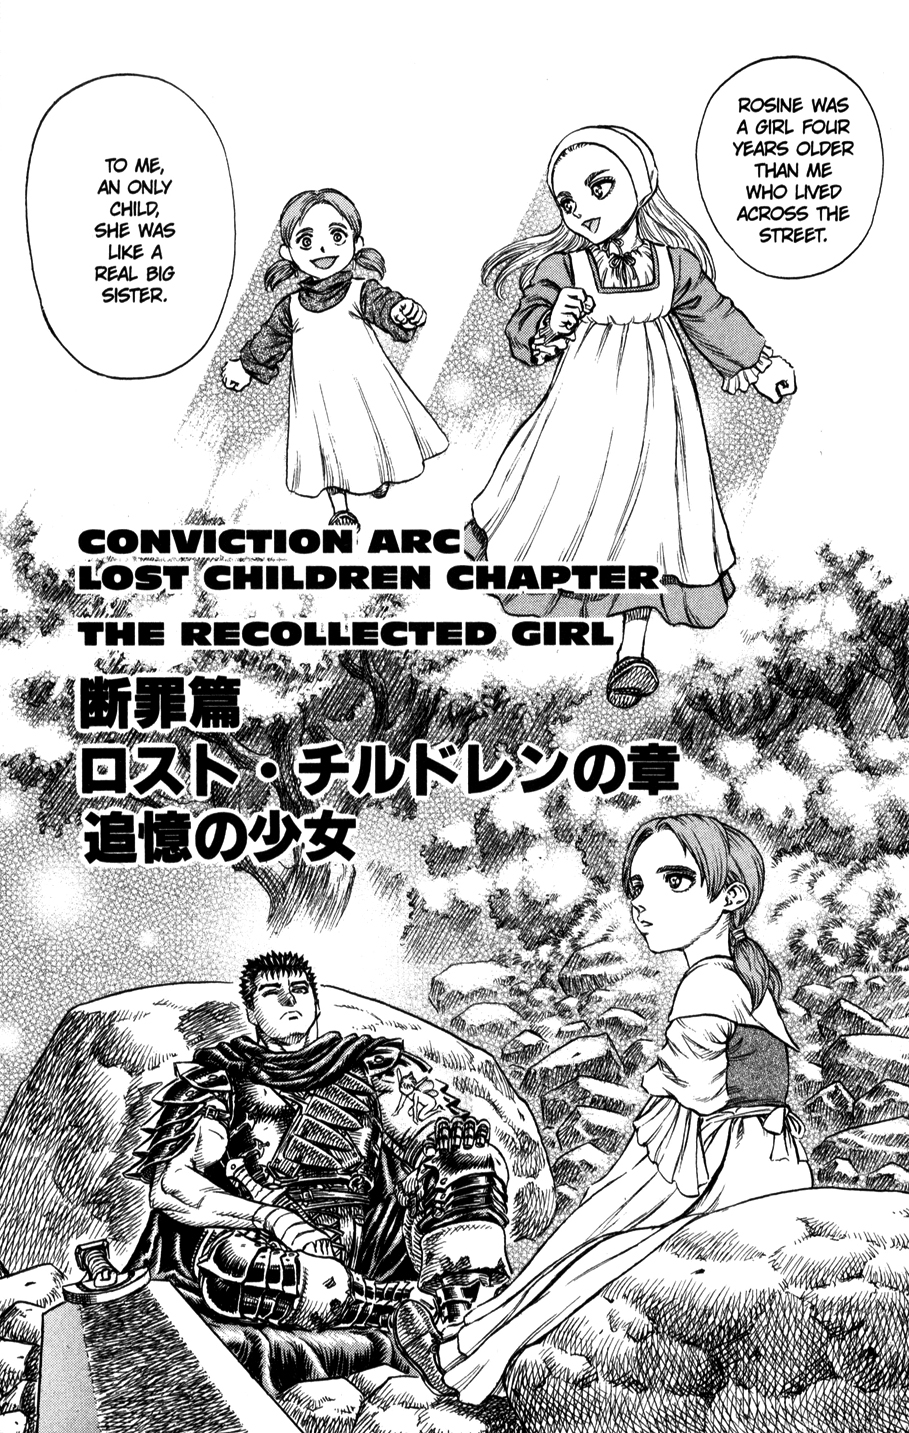 ROSINE WAS
A GIRL FOUR
YEARS OLDER
THAN ME
WHO LIVED
ACROSS THE
STREET.
TO ME,
AN ONLY
CHILD,
SHE WAS
LIKE A
REAL BIG
SISTER.
CONVICTION ARC
LOST CHILDREN CHAPTER
THE RECOLLECTED GIRL
断罪篇
ロスト・チルドレンの章
追憶の少女